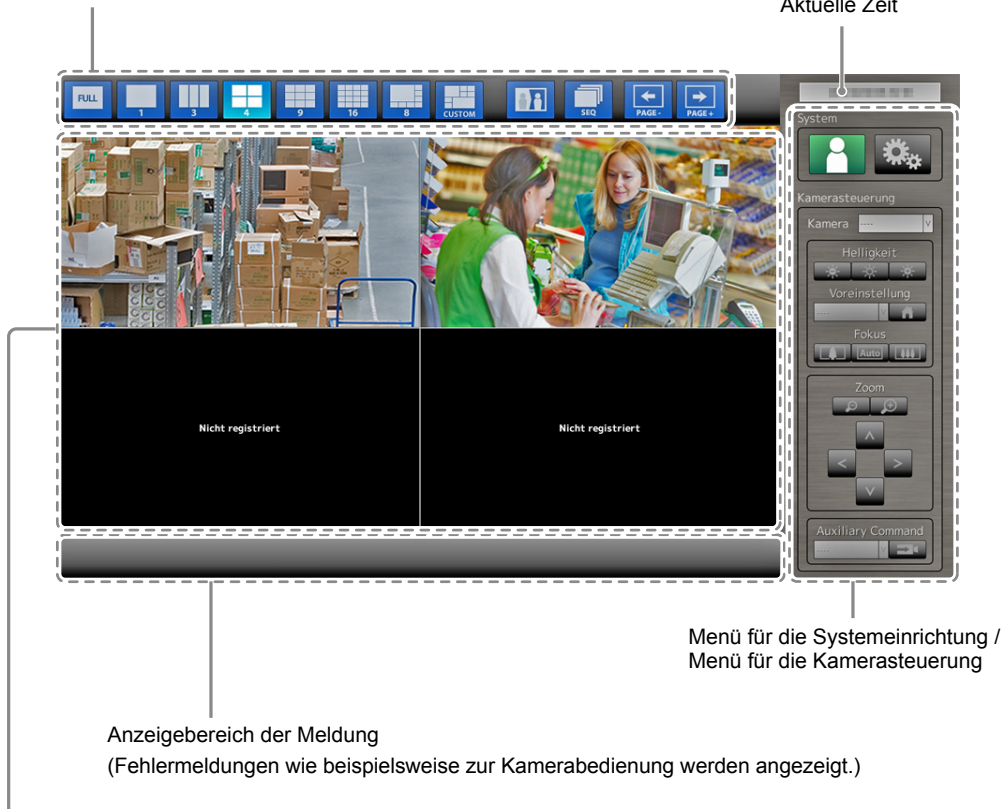 Aktuelle Zeit
FULL
1
3
4
9
16
8
CUSTOM
SEQ
PAGE-
PAGE+
System
Kamerasteuerung
Kamera ---- v
Helligkeit
Voreinstellung
---- v
Fokus
Auto
Zoom
Auxiliary Command
---- v
Nicht registriert
Nicht registriert
Menü für die Systemeinrichtung /
Menü für die Kamerasteuerung
Anzeigebereich der Meldung
(Fehlermeldungen wie beispielsweise zur Kamerabedienung werden angezeigt.)